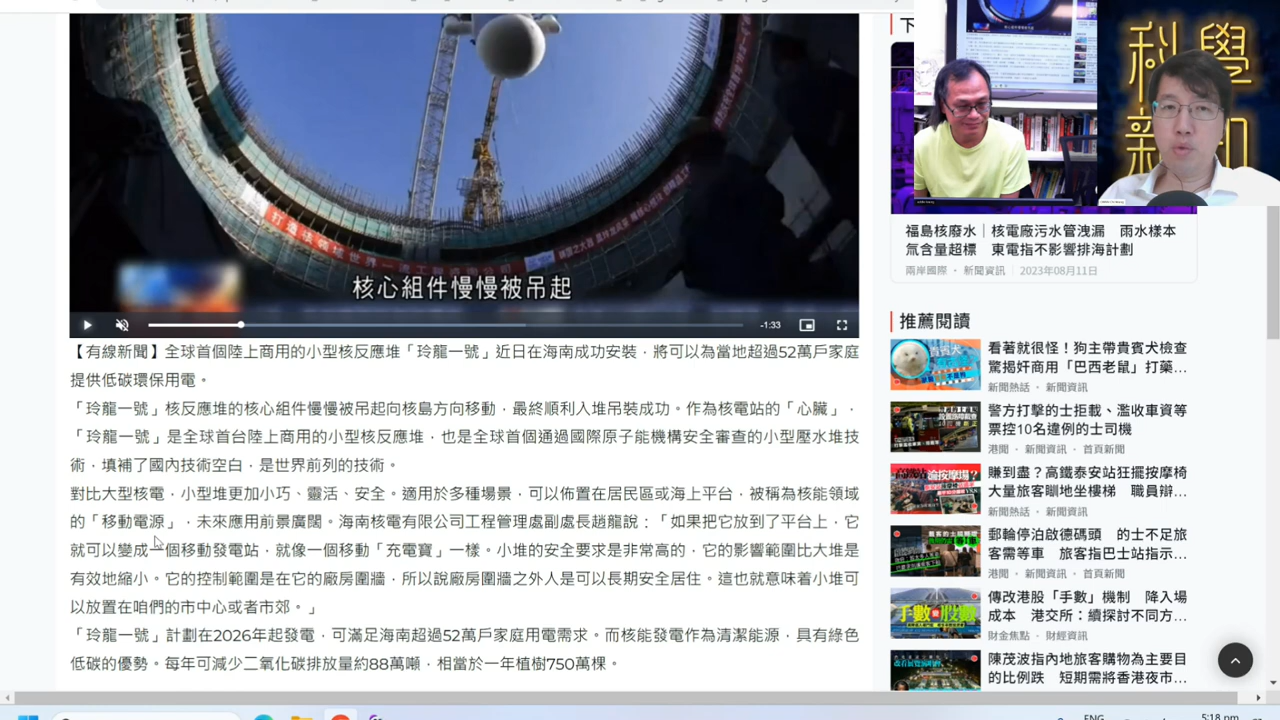 核心組件慢慢被吊起
-1:33
【有線新聞】全球首個陸上商用的小型核反應堆「玲龍一號」近日在海南成功安裝，將可以為當地超過52萬戶家庭
提供低碳環保用電。
「玲龍一號」核反應堆的核心組件慢慢被吊起向核島方向移動，最終順利入堆吊裝成功。作為核電站的「心臟」，
「玲龍一號」是全球首台陸上商用的小型核反應堆，也是全球首個通過國際原子能機構安全審查的小型壓水堆技
術，填補了國內技術空白，是世界前列的技術。
對比大型核電，小型堆更加小巧、靈活、安全。適用於多種場景，可以佈置在居民區或海上平台，被稱為核能領域
的「移動電源」，未來應用前景廣闊。海南核電有限公司工程管理處副處長趙龍說：「如果把它放到了平台上，它
就可以變成一個移動發電站，就像一個移動「充電寶」一樣。小堆的安全要求是非常高的，它的影響範圍比大堆是
有效地縮小。它的控制範圍是在它的廠房圍牆，所以說廠房圍牆之外人是可以長期安全居住。這也就意味着小堆可
以放置在咱們的市中心或者市郊。」
「玲龍一號」計劃在2026年起發電，可滿足海南超過52萬戶家庭用電需求。而核能發電作為清潔能源，具有綠色
低碳的優勢。每年可減少二氧化碳排放量約88萬噸，相當於一年植樹750萬棵。
下
科學新知
福島核廢水｜核電廠污水管洩漏　雨水樣本
氚含量超標　東電指不影響排海計劃
兩岸國際 ・ 新聞資訊｜2023年08月11日
推薦閱讀
看著就很怪！狗主帶貴賓犬檢查
驚揭奸商用「巴西老鼠」打藥…
新聞熱話 ・ 新聞資訊
警方打擊的士拒載、濫收車資等
票控10名違例的士司機
港聞 ・ 新聞資訊 ・ 首頁新聞
賺到盡？高鐵泰安站狂擺按摩椅
大量旅客瞓地坐樓梯　職員辯…
新聞熱話 ・ 新聞資訊
郵輪停泊啟德碼頭　的士不足旅
客需等車　旅客指巴士站指示…
港聞 ・ 新聞資訊 ・ 首頁新聞
傳改港股「手數」機制　降入場
成本　港交所：續探討不同方…
財金焦點 ・ 財經資訊
手數 股數
陳茂波指內地旅客購物為主要目
的比例跌　短期需將香港夜市…
ENG
5:18 pm